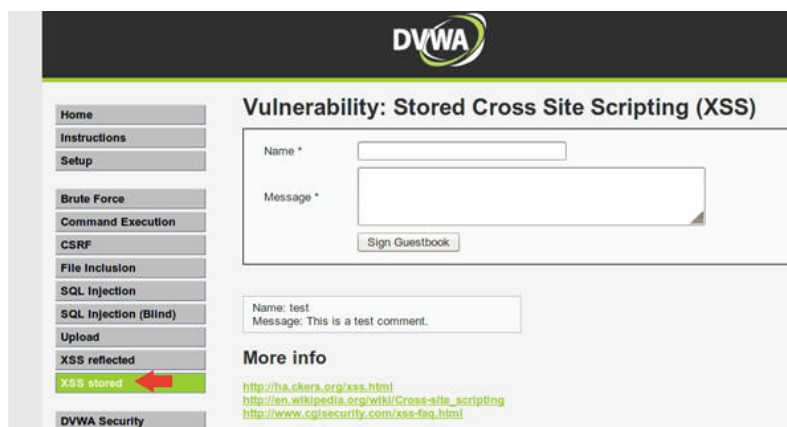 DVWA
Home
Instructions
Setup
Brute Force
Command Execution
CSRF
File Inclusion
SQL Injection
SQL Injection (Blind)
Upload
XSS reflected
XSS stored
DVWA Security
Vulnerability: Stored Cross Site Scripting (XSS)
Name *
Message *
Sign Guestbook
Name: test
Message: This is a test comment.
More info
http://ha.ckers.org/xss.html
http://en.wikipedia.org/wiki/Cross-site_scripting
http://www.cgisecurity.com/xss-faq.html